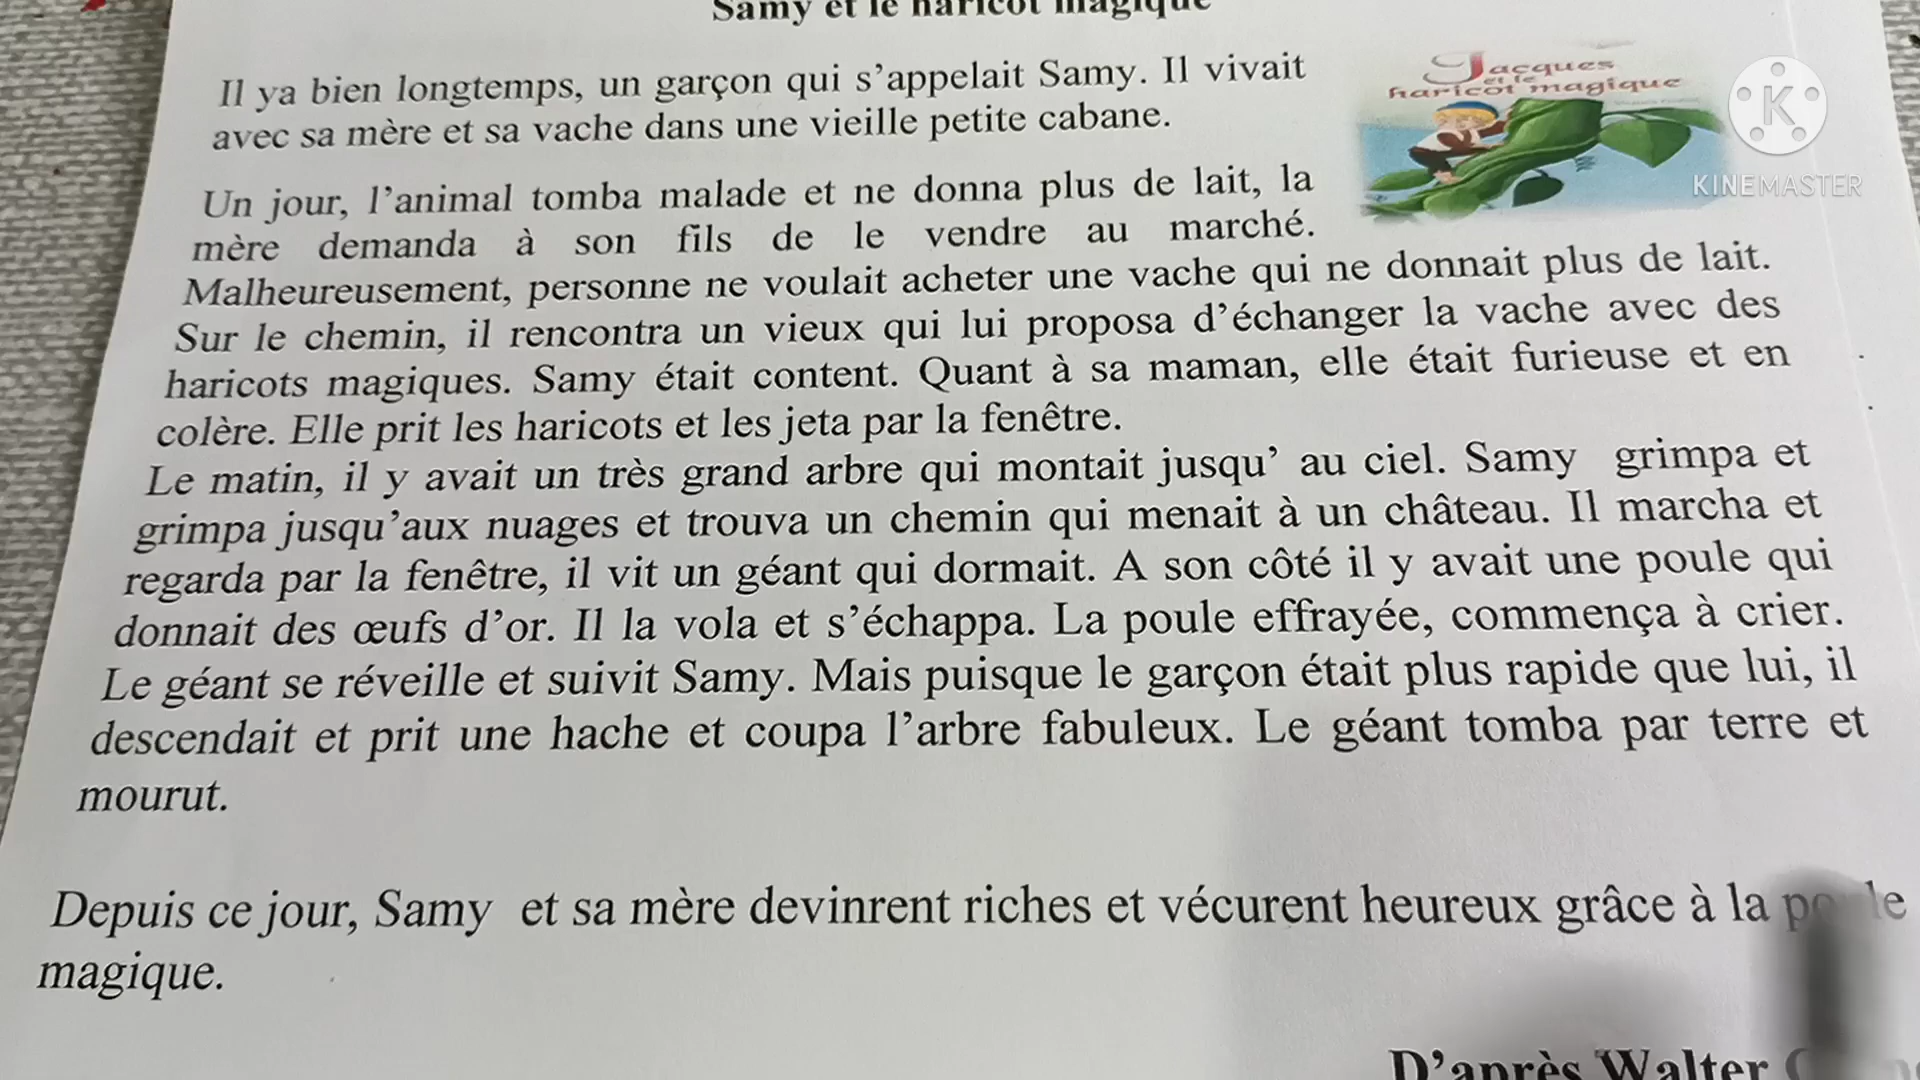 Samy et le haricot magique
Jacques
et le
haricot magique
KINEMASTER
Il ya bien longtemps, un garçon qui s’appelait Samy. Il vivait
avec sa mère et sa vache dans une vieille petite cabane.
Un jour, l’animal tomba malade et ne donna plus de lait, la
mère demanda à son fils de le vendre au marché.
Malheureusement, personne ne voulait acheter une vache qui ne donnait plus de lait.
Sur le chemin, il rencontra un vieux qui lui proposa d’échanger la vache avec des
haricots magiques. Samy était content. Quant à sa maman, elle était furieuse et en
colère. Elle prit les haricots et les jeta par la fenêtre.
Le matin, il y avait un très grand arbre qui montait jusqu’ au ciel. Samy grimpa et
grimpa jusqu’aux nuages et trouva un chemin qui menait à un château. Il marcha et
regarda par la fenêtre, il vit un géant qui dormait. A son côté il y avait une poule qui
donnait des œufs d’or. Il la vola et s’échappa. La poule effrayée, commença à crier.
Le géant se réveille et suivit Samy. Mais puisque le garçon était plus rapide que lui, il
descendait et prit une hache et coupa l’arbre fabuleux. Le géant tomba par terre et
mourut.
Depuis ce jour, Samy et sa mère devinrent riches et vécurent heureux grâce à la
magique.
D’après Walter